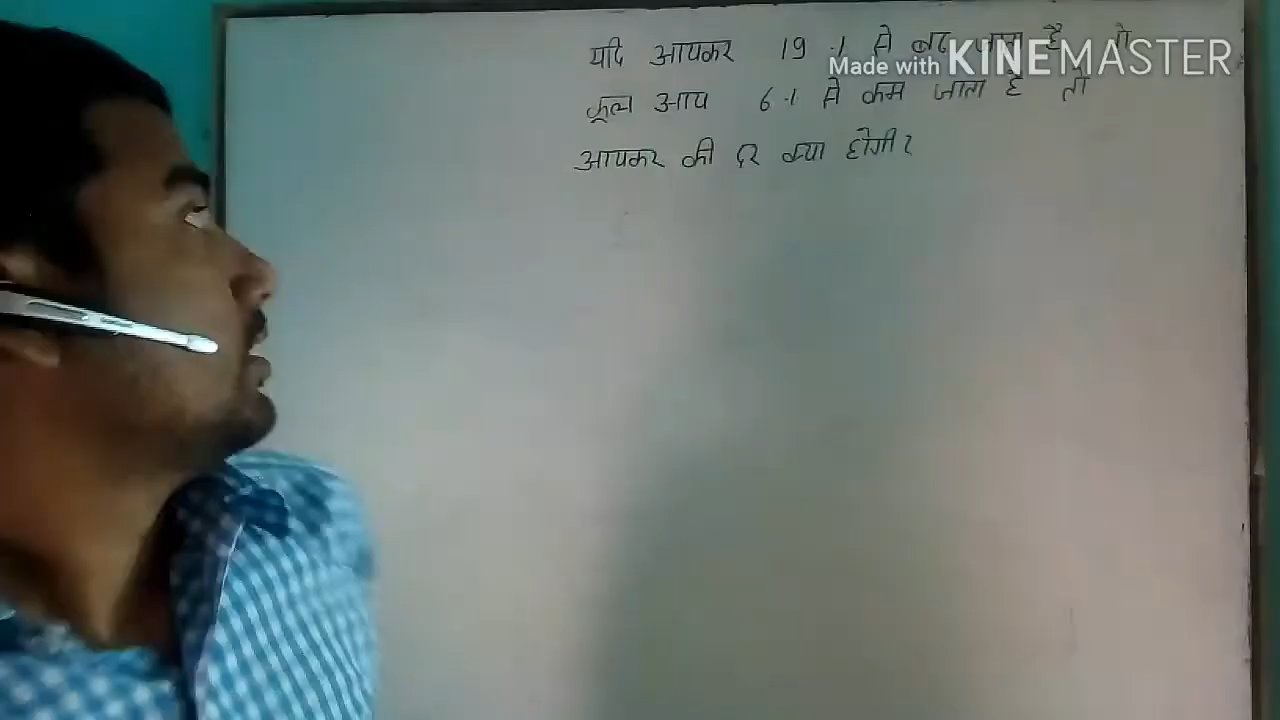 यदि आयकर 19 % से बढ़ जाता है तो
Made with KINEMASTER
कुल आय 6 % से कम जाता है तो
आयकर की दर क्या होगी ?